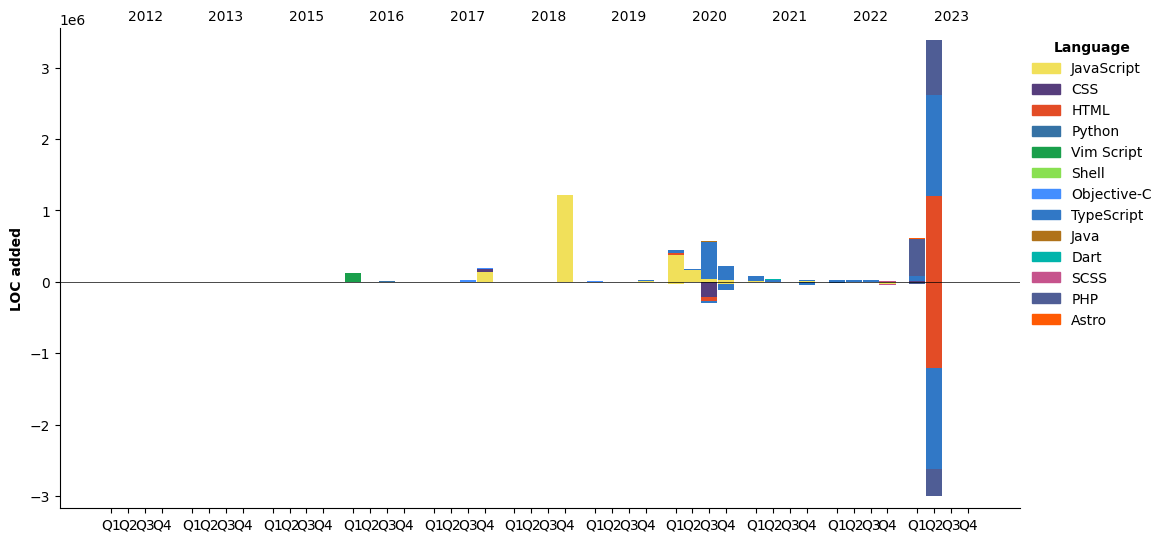 2012 2013 2015 2016 2017 2018 2019 2020 2021 2022 2023
1e6
3
2
1
0
−1
−2
−3
LOC added
Q1Q2Q3Q4 Q1Q2Q3Q4 Q1Q2Q3Q4 Q1Q2Q3Q4 Q1Q2Q3Q4 Q1Q2Q3Q4 Q1Q2Q3Q4 Q1Q2Q3Q4 Q1Q2Q3Q4 Q1Q2Q3Q4 Q1Q2Q3Q4
Language
JavaScript
CSS
HTML
Python
Vim Script
Shell
Objective-C
TypeScript
Java
Dart
SCSS
PHP
Astro